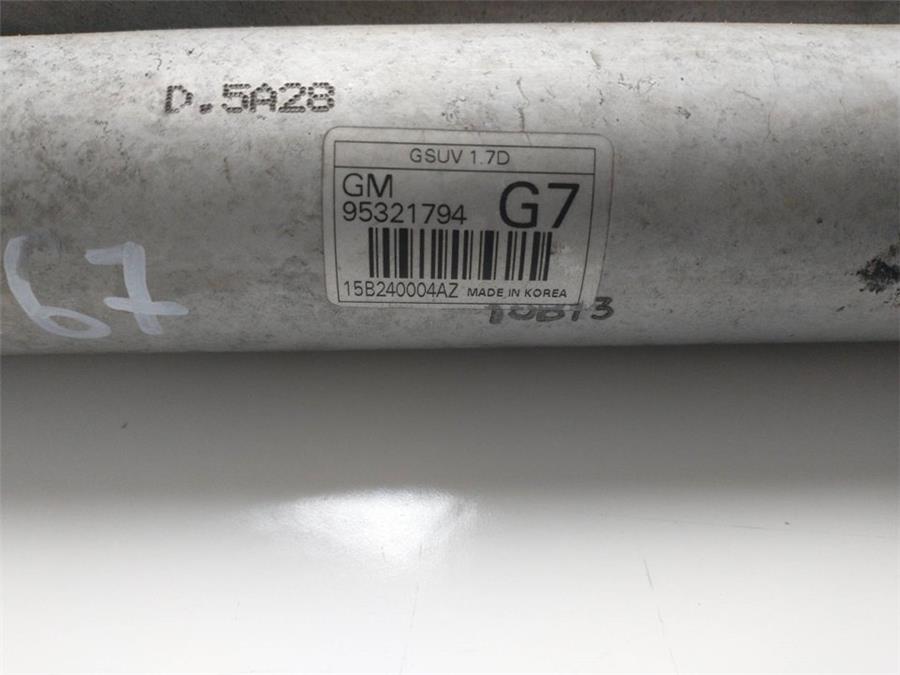 D.5A28
GSUV 1.7D
GM
95321794
G7
15B240004AZ MADE IN KOREA
67